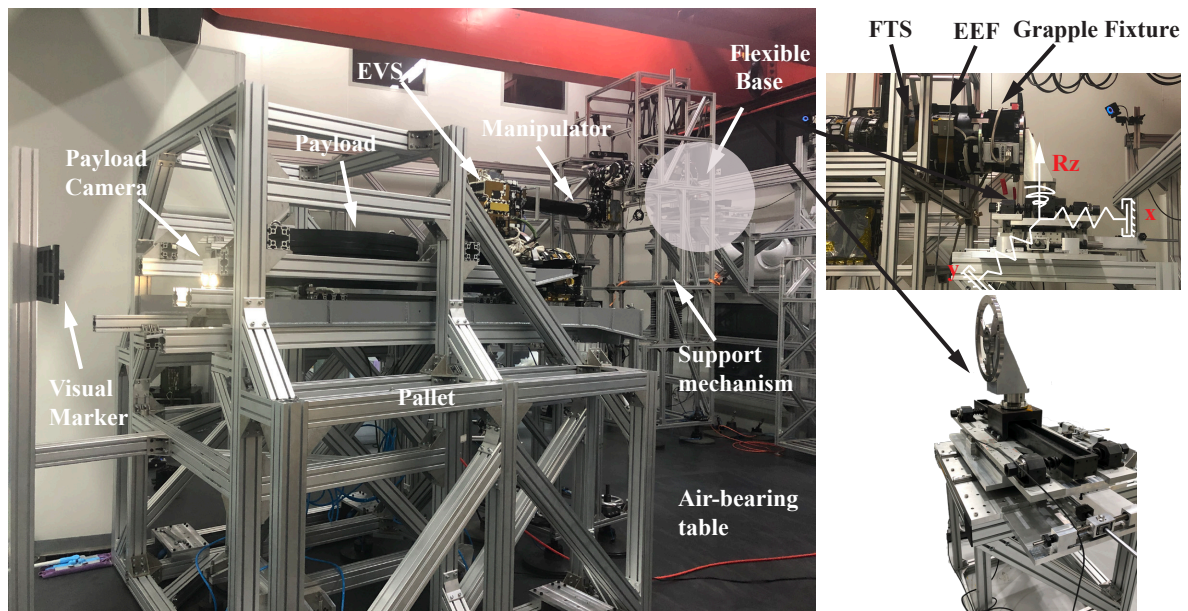 EVS
Flexible
Base
Manipulator
Payload
Payload
Camera
Visual
Marker
Pallet
Support
mechanism
Air-bearing
table
FTS
EEF
Grapple Fixture
Rz
x
y